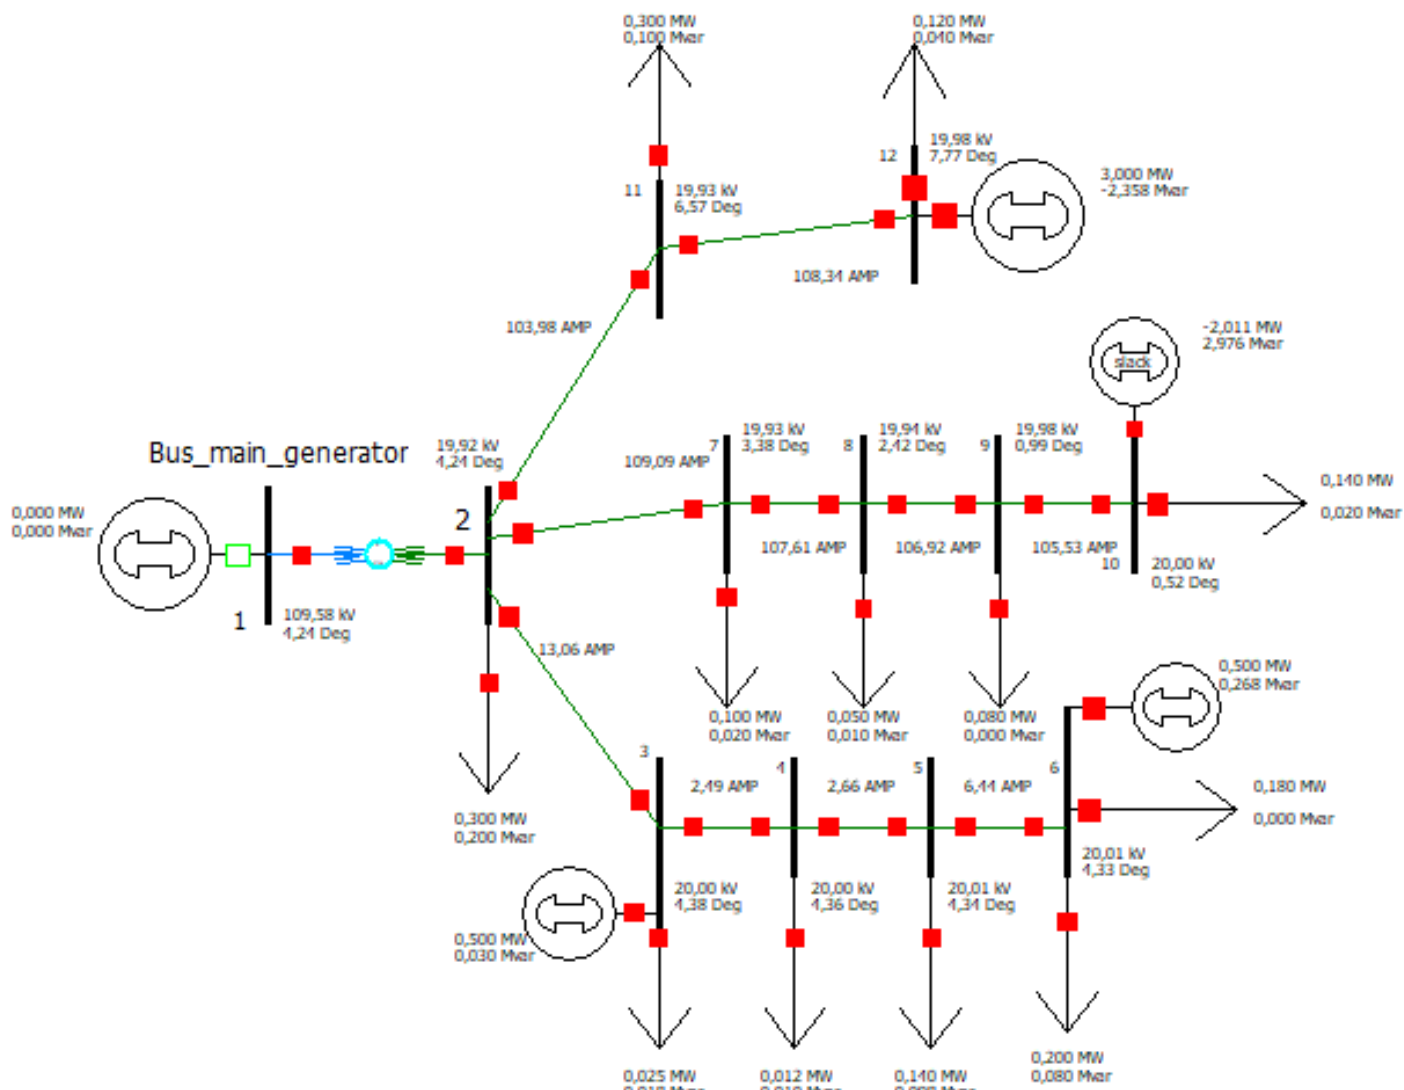 0,300 MW
0,100 Mvar
0,120 MW
0,040 Mvar
12
19,98 kV
7,77 Deg
3,000 MW
-2,358 Mvar
11
19,93 kV
6,57 Deg
108,34 AMP
103,98 AMP
slack
-2,011 MW
2,976 Mvar
Bus_main_generator
19,92 kV
4,24 Deg
109,09 AMP
7
19,93 kV
3,38 Deg
8
19,94 kV
2,42 Deg
9
19,98 kV
0,99 Deg
0,140 MW
0,020 Mvar
0,000 MW
0,000 Mvar
2
107,61 AMP
106,92 AMP
105,53 AMP
10
20,00 kV
0,52 Deg
1
109,58 kV
4,24 Deg
13,06 AMP
0,100 MW
0,020 Mvar
0,050 MW
0,010 Mvar
0,080 MW
0,000 Mvar
0,500 MW
0,268 Mvar
3
4
5
6
2,49 AMP
2,66 AMP
6,44 AMP
0,180 MW
0,000 Mvar
0,300 MW
0,200 Mvar
20,00 kV
4,38 Deg
20,00 kV
4,36 Deg
20,01 kV
4,34 Deg
20,01 kV
4,33 Deg
0,500 MW
0,030 Mvar
0,025 MW
0,012 MW
0,140 MW
0,200 MW
0,080 Mvar